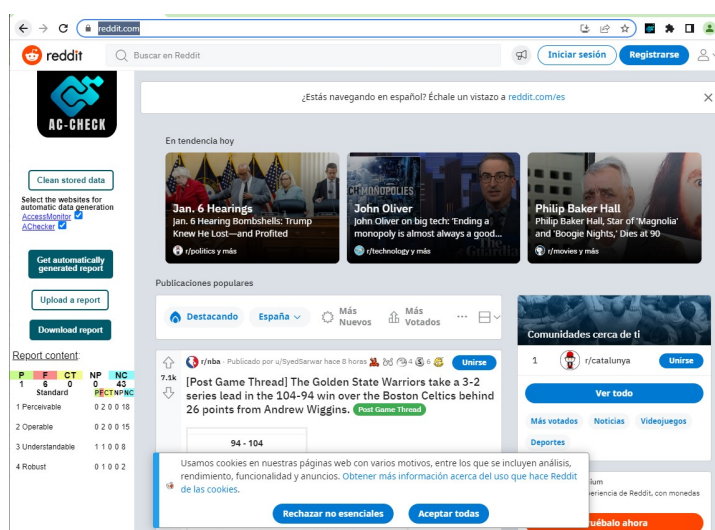 reddit.com
reddit
Buscar en Reddit
Iniciar sesión
Registrarse
AC-CHECK
Clean stored data
Select the websites for
automatic data generation
AccessMonitor
AChecker
Get automatically
generated report
Upload a report
Download report
Report content:
P F CT NP NC
1 6 0 0 43
Standard P F CT NP NC
1 Perceivable 0 2 0 0 18
2 Operable 0 2 0 0 15
3 Understandable 1 1 0 0 8
4 Robust 0 1 0 0 2
¿Estás navegando en español? Échale un vistazo a reddit.com/es
En tendencia hoy
Jan. 6 Hearings
Jan. 6 Hearing Bombshells: Trump
Knew He Lost—and Profited
r/politics y más
John Oliver
John Oliver on big tech: 'Ending a
monopoly is almost always a good...
r/technology y más
Philip Baker Hall
Philip Baker Hall, Star of 'Magnolia'
and 'Boogie Nights,' Dies at 90
r/movies y más
Publicaciones populares
Destacando
España
Más
Nuevos
Más
Votados
...
7.1k
r/nba · Publicado por u/SyedSarwar hace 8 horas 4 6
Unirse
[Post Game Thread] The Golden State Warriors take a 3-2
series lead in the 104-94 win over the Boston Celtics behind
26 points from Andrew Wiggins. Post Game Thread
94 - 104
Comunidades cerca de ti
1 r/catalunya Unirse
Ver todo
Más votados Noticias Videojuegos
Deportes
Usamos cookies en nuestras páginas web con varios motivos, entre los que se incluyen análisis,
rendimiento, funcionalidad y anuncios. Obtener más información acerca del uso que hace Reddit
de las cookies.
Rechazar no esenciales
Aceptar todas
ium
eriencia de Reddit, con monedas
uébalo ahora